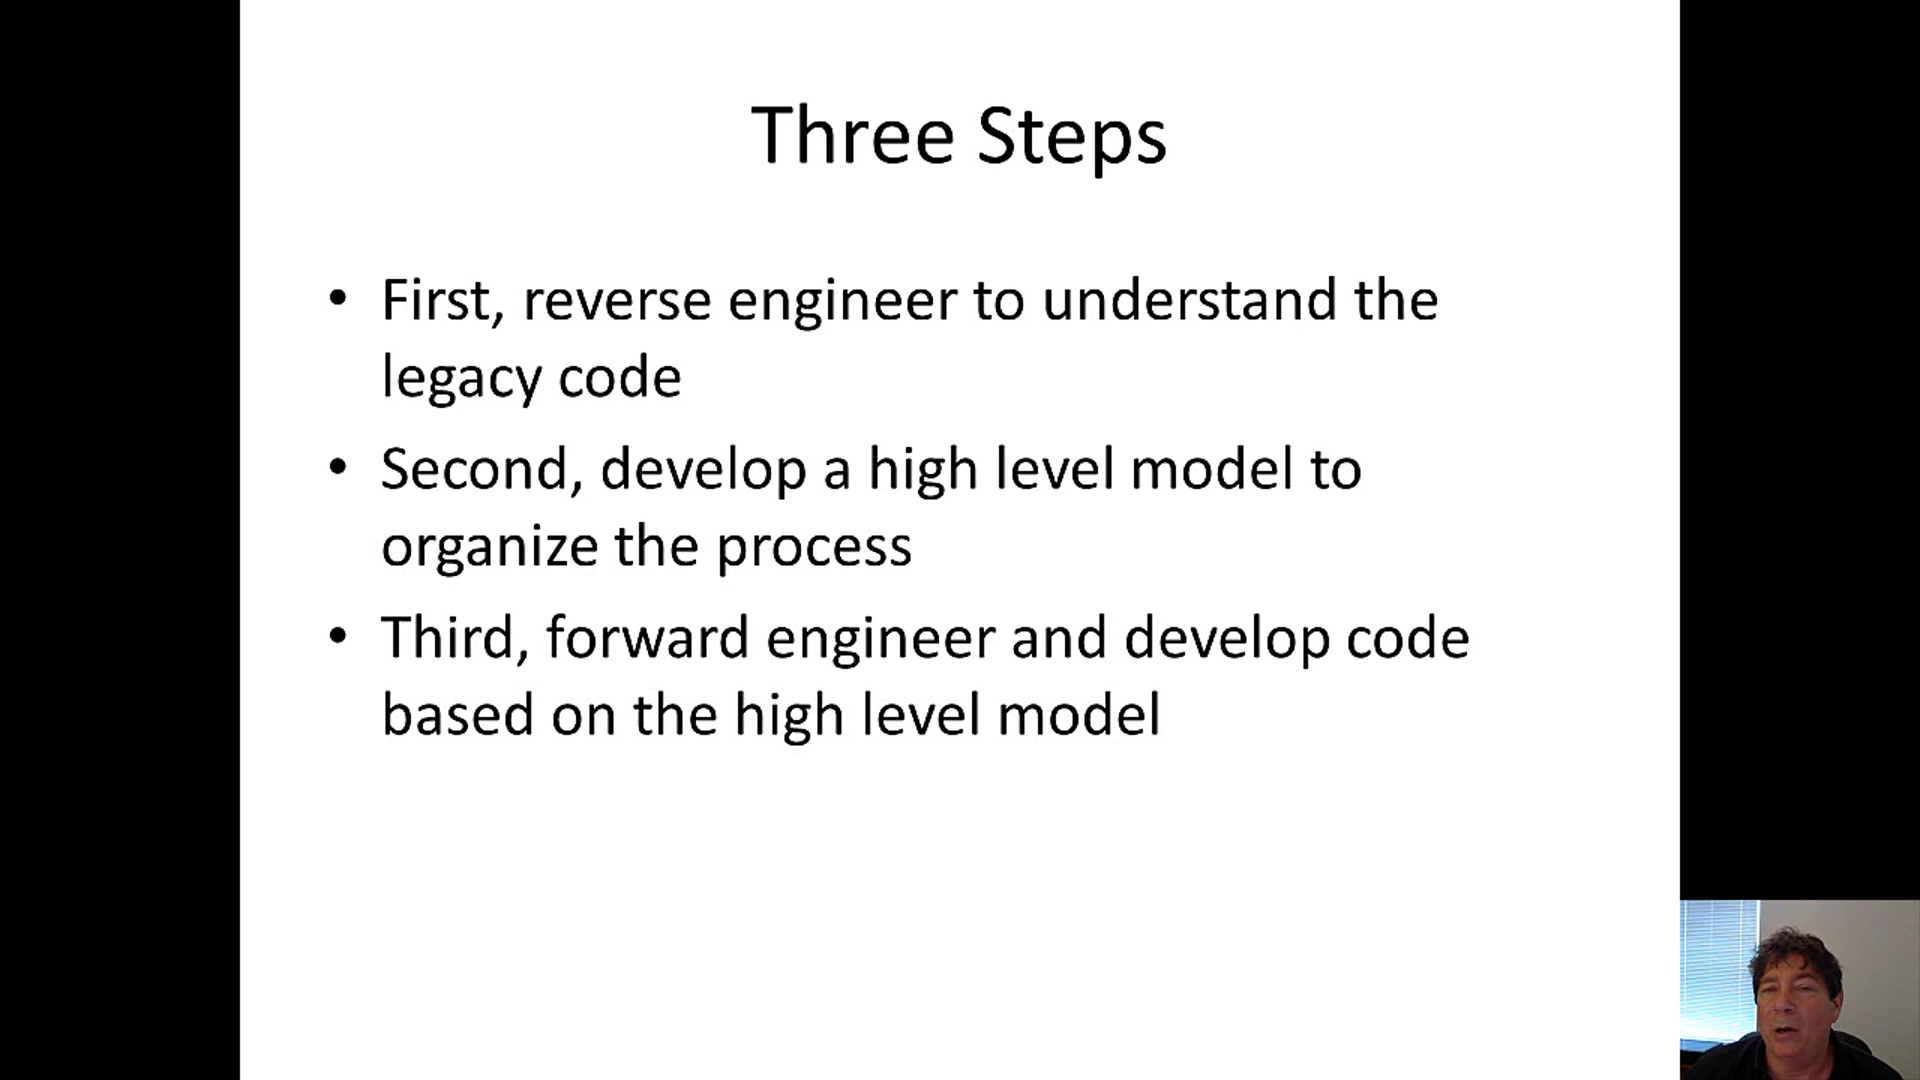 Three Steps
• First, reverse engineer to understand the
legacy code
• Second, develop a high level model to
organize the process
• Third, forward engineer and develop code
based on the high level model